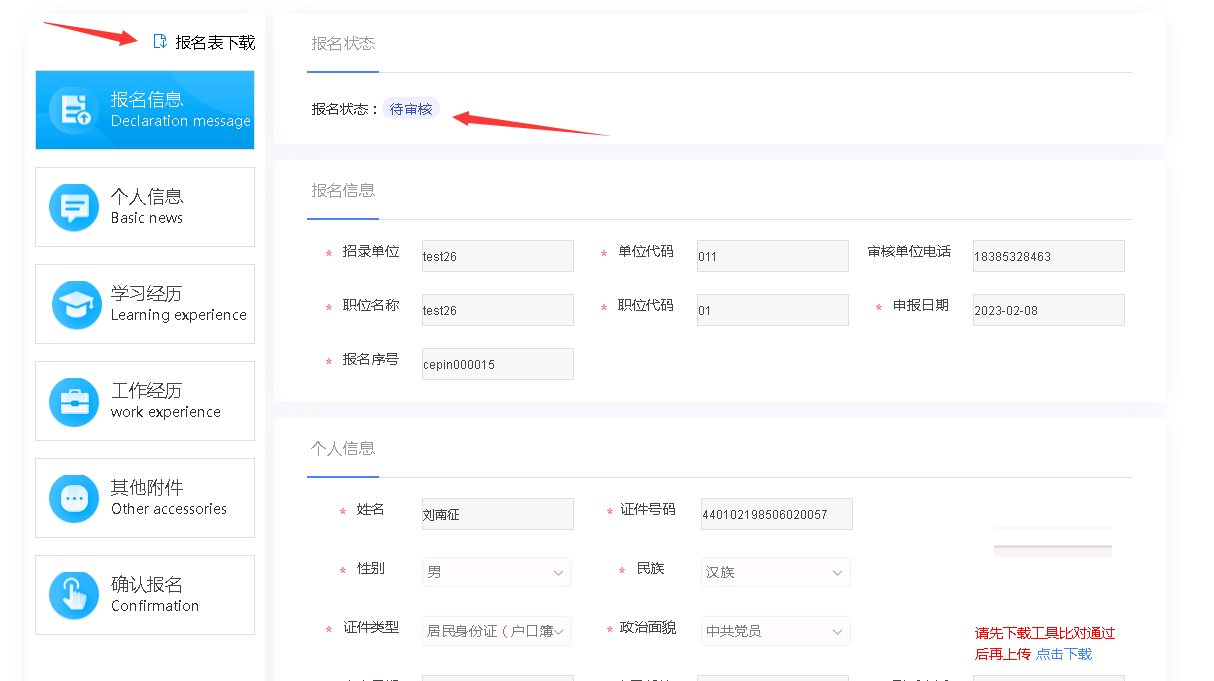 报名表下载
报名信息
Declaration message
个人信息
Basic news
学习经历
Learning experience
工作经历
work experience
其他附件
Other accessories
确认报名
Confirmation
报名状态
报名状态： 待审核
报名信息
* 招录单位 test26 * 单位代码 011 审核单位电话 18385328463
* 职位名称 test26 * 职位代码 01 * 申报日期 2023-02-08
* 报名序号 cepin000015
个人信息
* 姓名 刘南征 * 证件号码 440102198506020057
* 性别 男 * 民族 汉族
* 证件类型 居民身份证（户口簿 * 政治面貌 中共党员
请先下载工具比对通过
后再上传 点击下载